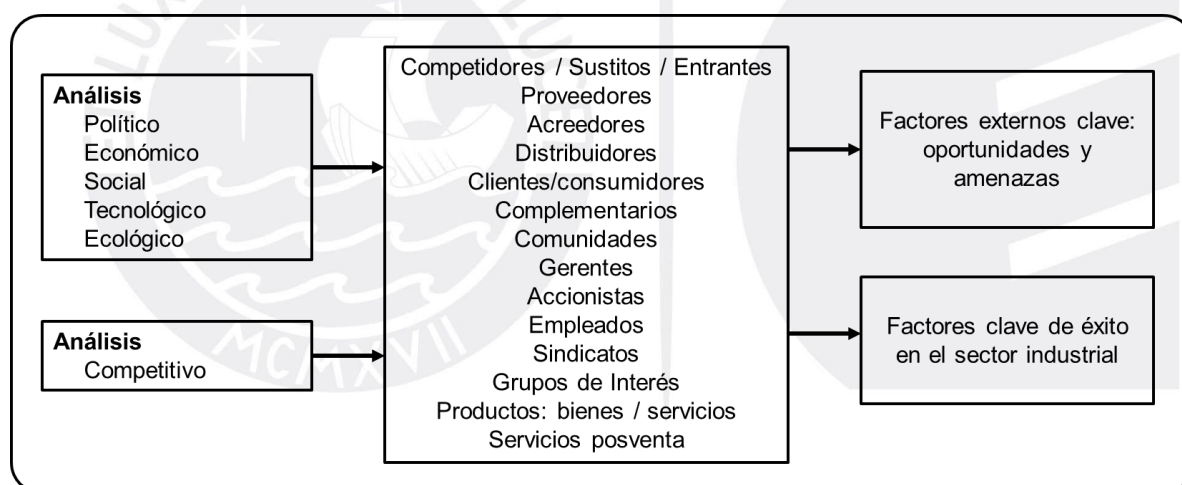 Análisis
Político
Económico
Social
Tecnológico
Ecológico
Análisis
Competitivo
Competidores / Sustitos / Entrantes
Proveedores
Acreedores
Distribuidores
Clientes/consumidores
Complementarios
Comunidades
Gerentes
Accionistas
Empleados
Sindicatos
Grupos de Interés
Productos: bienes / servicios
Servicios posventa
Factores externos clave:
oportunidades y
amenazas
Factores clave de éxito
en el sector industrial
MCMXVII